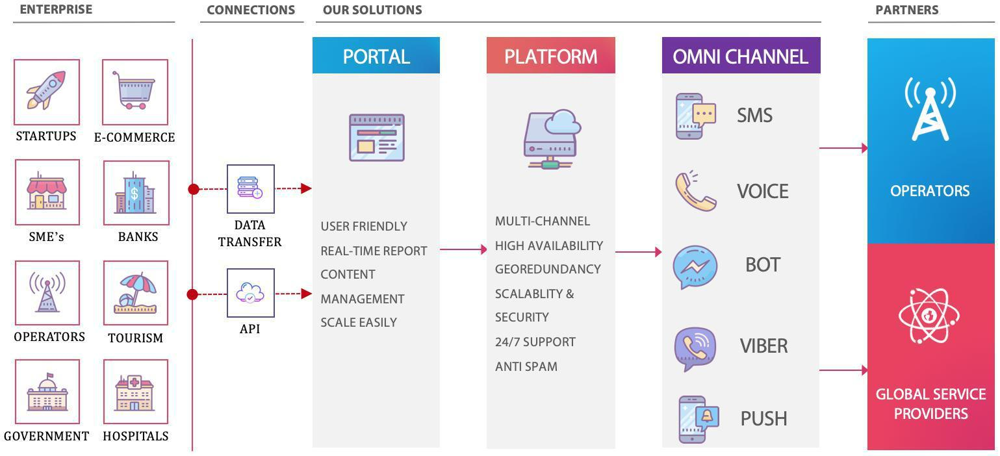 ENTERPRISE
CONNECTIONS
OUR SOLUTIONS
PARTNERS
STARTUPS
E-COMMERCE
SME's
BANKS
OPERATORS
TOURISM
GOVERNMENT
HOSPITALS
DATA
TRANSFER
API
PORTAL
USER FRIENDLY
REAL-TIME REPORT
CONTENT
MANAGEMENT
SCALE EASILY
PLATFORM
MULTI-CHANNEL
HIGH AVAILABILITY
GEOREDUNDANCY
SCALABLITY &
SECURITY
24/7 SUPPORT
ANTI SPAM
OMNI CHANNEL
SMS
VOICE
BOT
VIBER
PUSH
OPERATORS
GLOBAL SERVICE
PROVIDERS